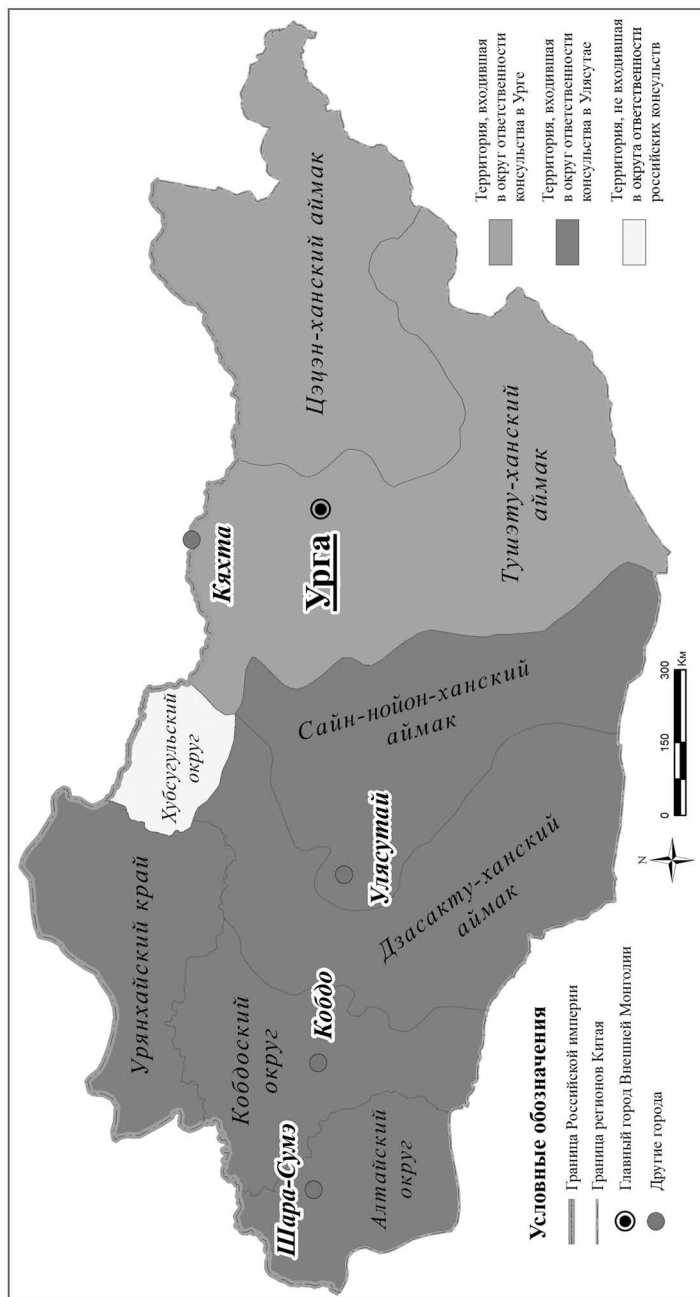 Урянхайский край
Хубсугульский
округ
Кяхта
Цэцэн-ханский аймак
Шара-Сумэ
Кобдоский
округ
Кобдо
Улясутай
Урга
Алтайский
округ
Сайн-нойон-ханский
аймак
Дзасакту-ханский
аймак
Тушэту-ханский
аймак
Условные обозначения
Граница Российской империи
Граница регионов Китая
Главный город Внешней Монголии
Другие города
N
0 150 300
Км
Территория, входившая
в округ ответственности
консульства в Урге
Территория, входившая
в округ ответственности
консульства в Улясутае
Территория, не входившая
в округа ответственности
российских консульств